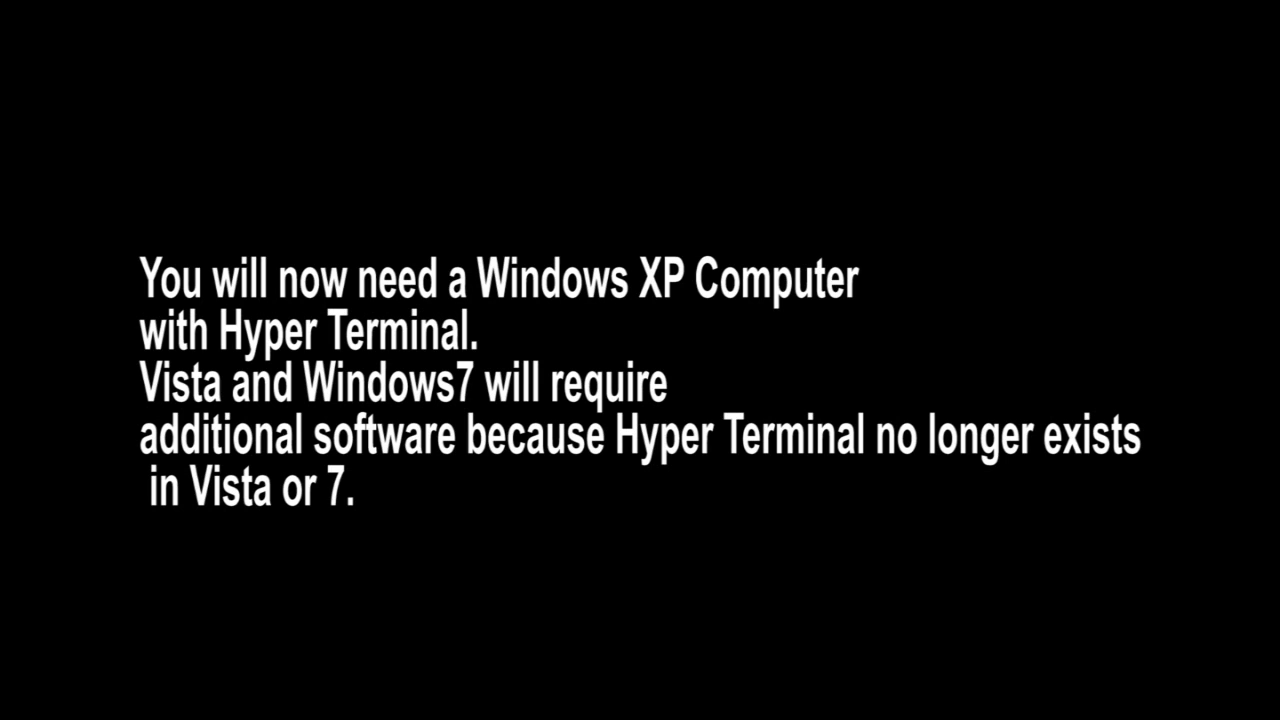 You will now need a Windows XP Computer
with Hyper Terminal.
Vista and Windows7 will require
additional software because Hyper Terminal no longer exists
in Vista or 7.